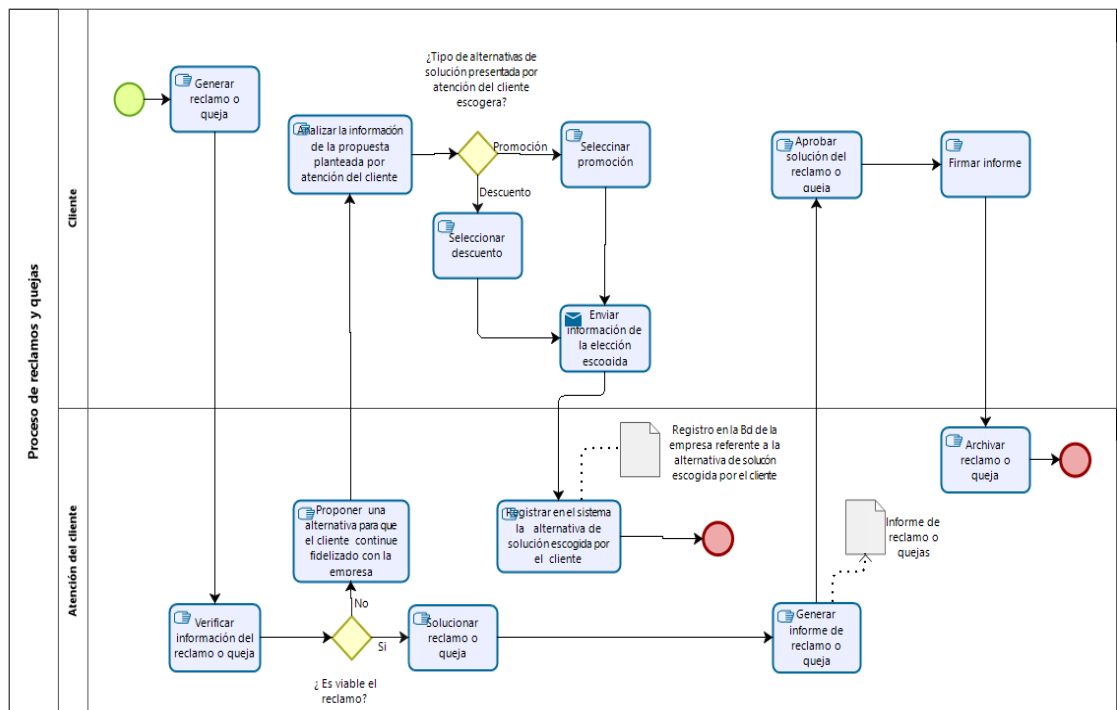 Proceso de reclamos y quejas
Cliente
Generar
reclamo o
queja
Analizar la información
de la propuesta
planteada por
atención del cliente
¿Tipo de alternativas de
solución presentada por
atención del cliente
escogera?
Promoción
Seleccinar
promoción
Descuento
Seleccionar
descuento
Enviar
información de
la elección
escogida
Aprobar
solución del
reclamo o
queja
Firmar informe
Atención del cliente
Verificar
información del
reclamo o queja
¿ Es viable el
reclamo?
No
Si
Proponer una
alternativa para que
el cliente continue
fidelizado con la
empresa
Solucionar
reclamo o
queja
Registrar en el sistema
la alternativa de
solución escogida por
el cliente
Registro en la Bd de la
empresa referente a la
alternativa de solucón
escogida por el cliente
Generar
informe de
reclamo o
queja
Informe de
reclamo o
quejas
Archivar
reclamo o
queja